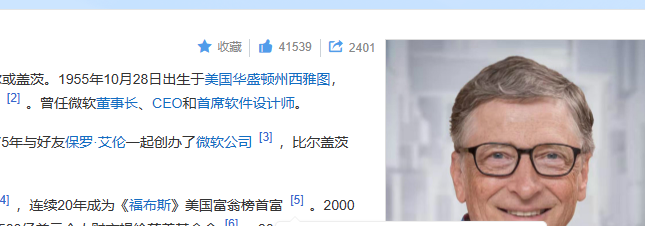 收藏 41539 2401
或盖茨。1955年10月28日出生于美国华盛顿州西雅图，
[2] 。曾任微软董事长、CEO和首席软件设计师。
5年与好友保罗·艾伦一起创办了微软公司 [3] ，比尔盖茨
4] ，连续20年成为《福布斯》美国富翁榜首富 [5] 。2000
[6]